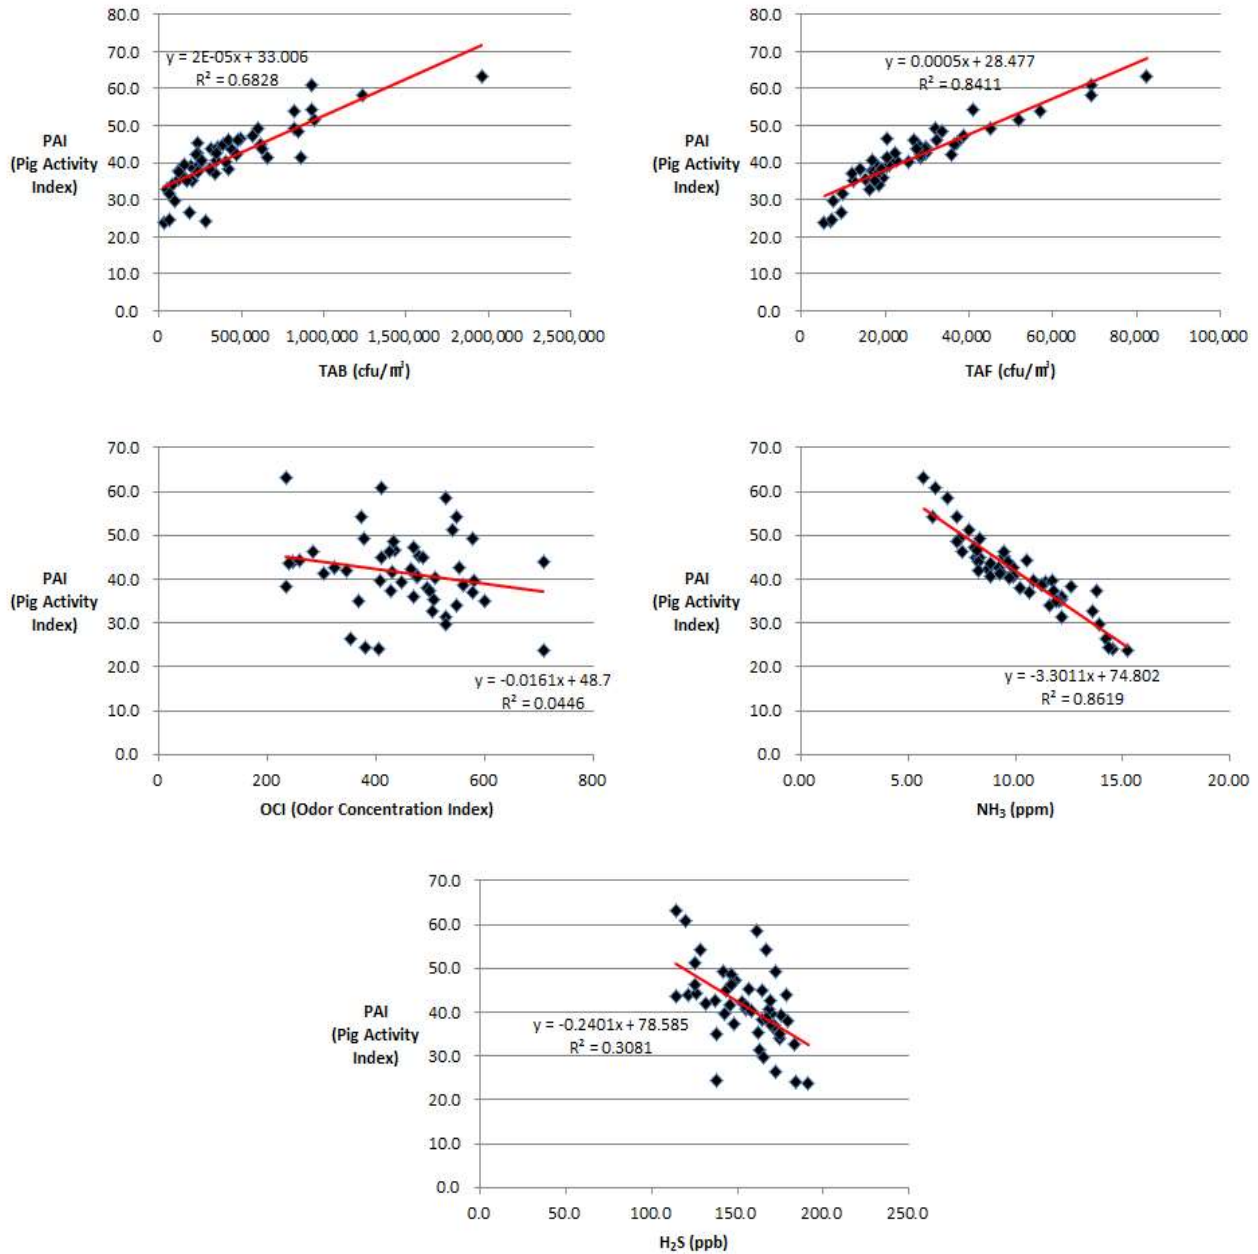 80.0
70.0
60.0
50.0
40.0
30.0
20.0
10.0
0.0
y = 2E-05x + 33.006
R² = 0.6828
PAI
(Pig Activity
Index)
0 500,000 1,000,000 1,500,000 2,000,000 2,500,000
TAB (cfu/㎥)
80.0
70.0
60.0
50.0
40.0
30.0
20.0
10.0
0.0
y = 0.0005x + 28.477
R² = 0.8411
PAI
(Pig Activity
Index)
0 20,000 40,000 60,000 80,000 100,000
TAF (cfu/㎥)
70.0
60.0
50.0
40.0
30.0
20.0
10.0
0.0
PAI
(Pig Activity
Index)
y = -0.0161x + 48.7
R² = 0.0446
0 200 400 600 800
OCI (Odor Concentration Index)
70.0
60.0
50.0
40.0
30.0
20.0
10.0
0.0
PAI
(Pig Activity
Index)
y = -3.3011x + 74.802
R² = 0.8619
0.00 5.00 10.00 15.00 20.00
NH₃ (ppm)
70.0
60.0
50.0
40.0
30.0
20.0
10.0
0.0
PAI
(Pig Activity
Index)
y = -0.2401x + 78.585
R² = 0.3081
0.0 50.0 100.0 150.0 200.0 250.0
H₂S (ppb)